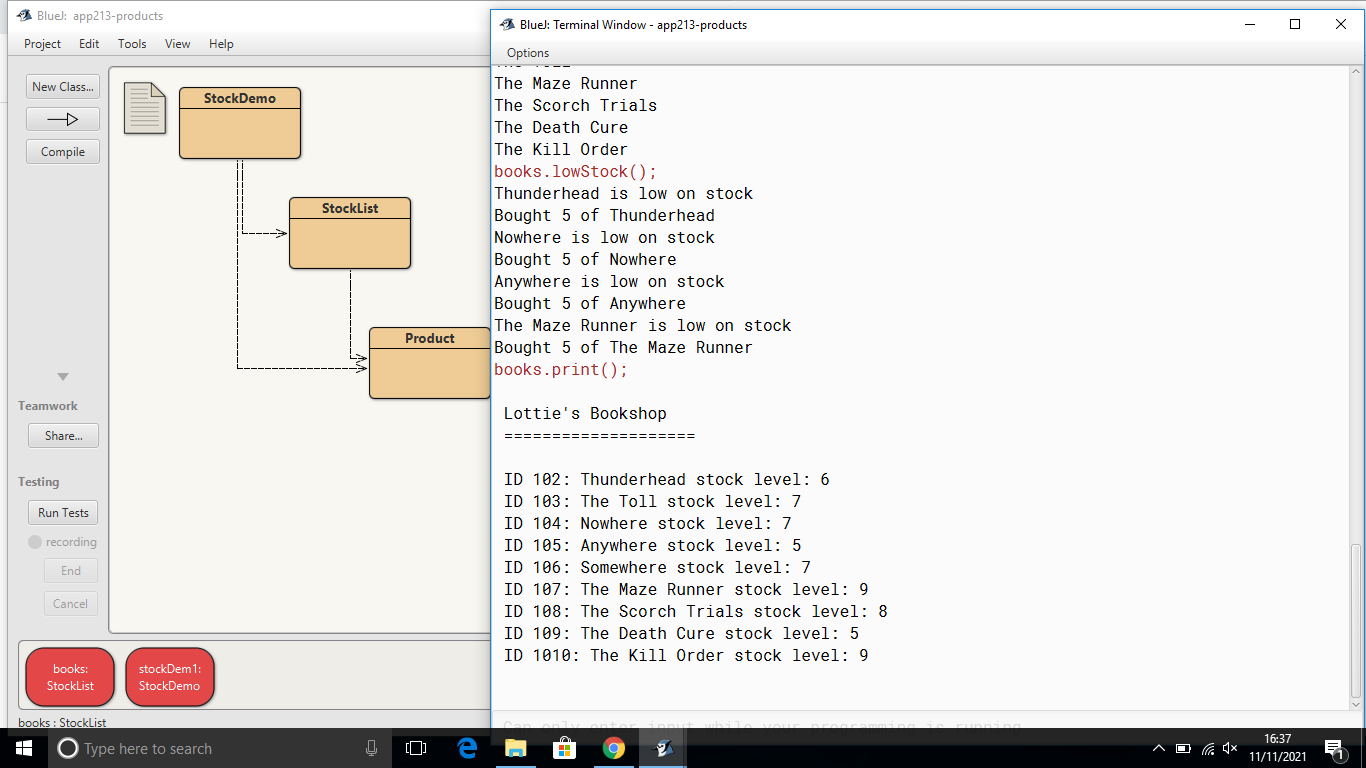 BlueJ: app213-products
Project Edit Tools View Help
New Class...
Compile
Teamwork
Share...
Testing
Run Tests
recording
End
Cancel
StockDemo
StockList
Product
books:
StockList
stockDem1:
StockDemo
books : StockList
BlueJ: Terminal Window - app213-products
Options
The Toll
The Maze Runner
The Scorch Trials
The Death Cure
The Kill Order
books.lowStock();
Thunderhead is low on stock
Bought 5 of Thunderhead
Nowhere is low on stock
Bought 5 of Nowhere
Anywhere is low on stock
Bought 5 of Anywhere
The Maze Runner is low on stock
Bought 5 of The Maze Runner
books.print();
Lottie's Bookshop
====================
ID 102: Thunderhead stock level: 6
ID 103: The Toll stock level: 7
ID 104: Nowhere stock level: 7
ID 105: Anywhere stock level: 5
ID 106: Somewhere stock level: 7
ID 107: The Maze Runner stock level: 9
ID 108: The Scorch Trials stock level: 8
ID 109: The Death Cure stock level: 5
ID 1010: The Kill Order stock level: 9
Can only enter input while your programming is running
Type here to search
16:37
11/11/2021
1